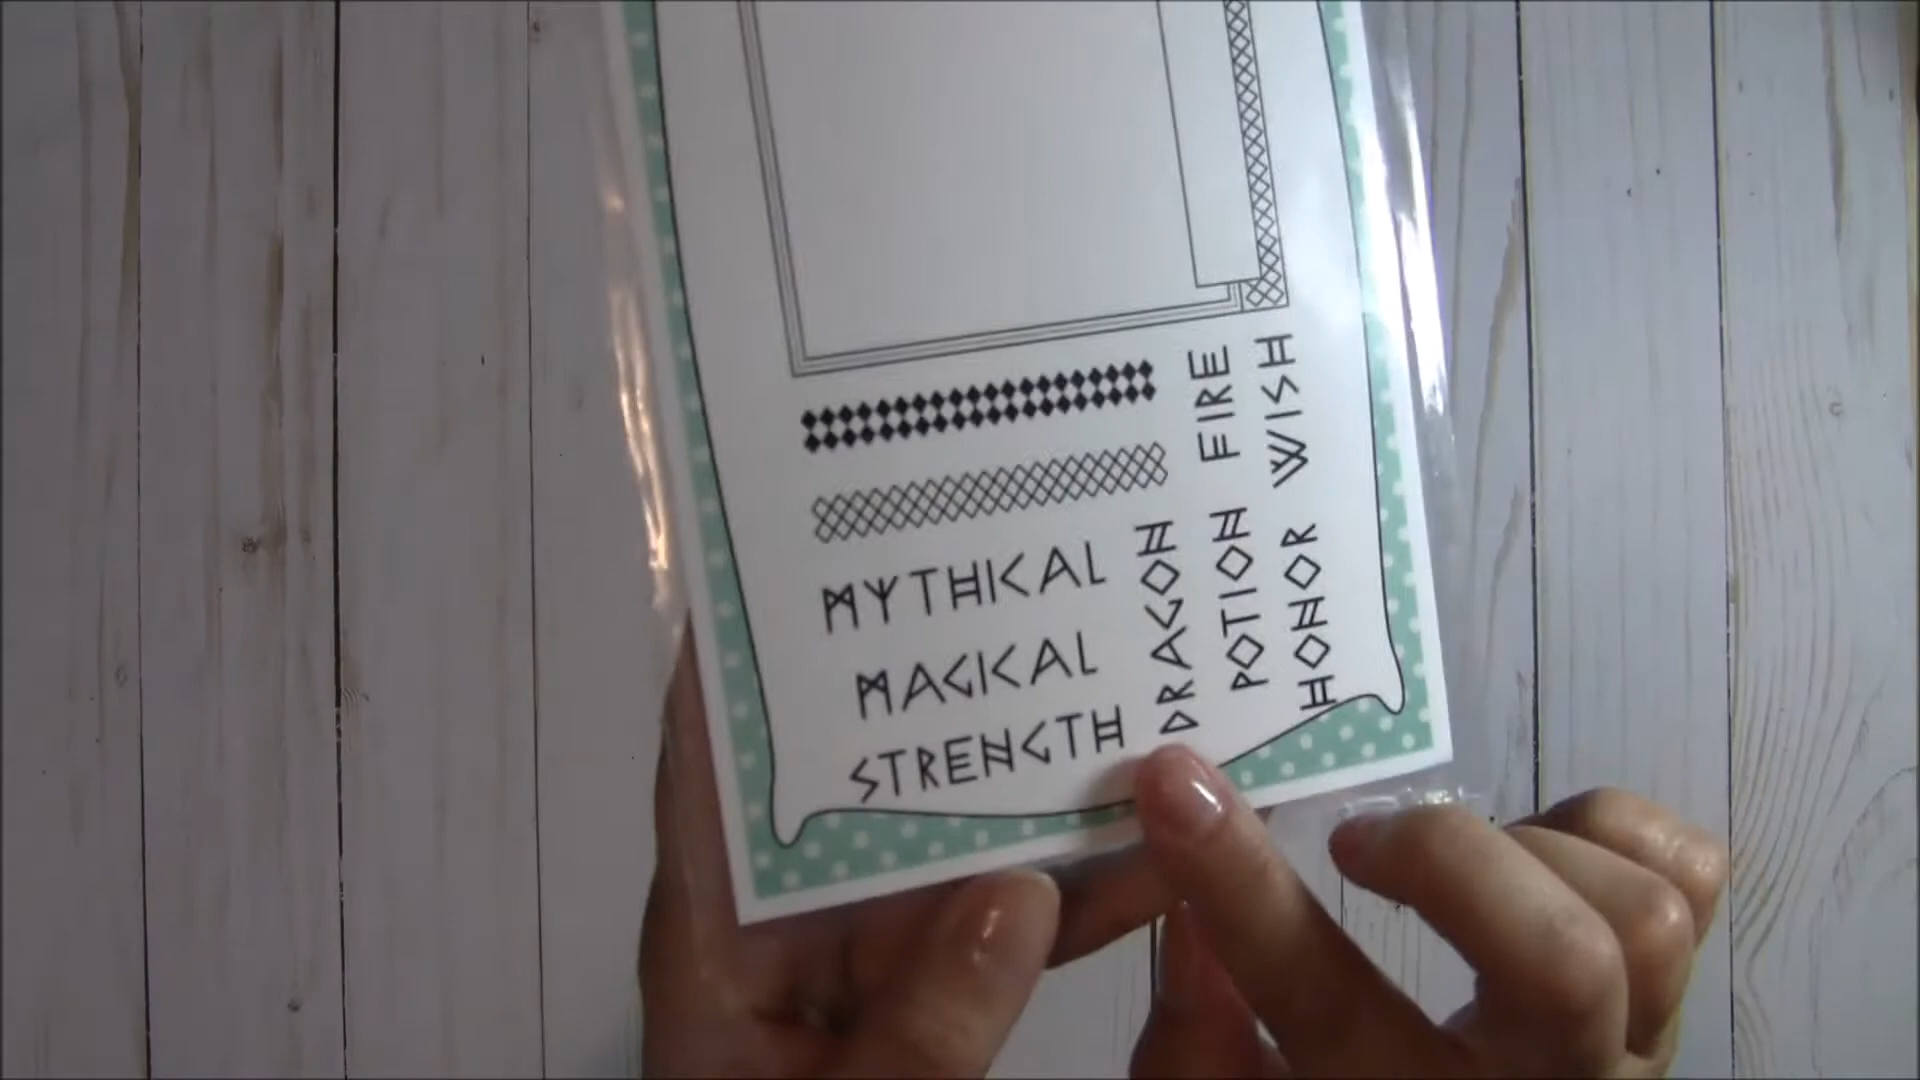 MYTHICAL
MAGICAL
STRENGTH
DRAGON
POTION
HONOR
FIRE
WISH